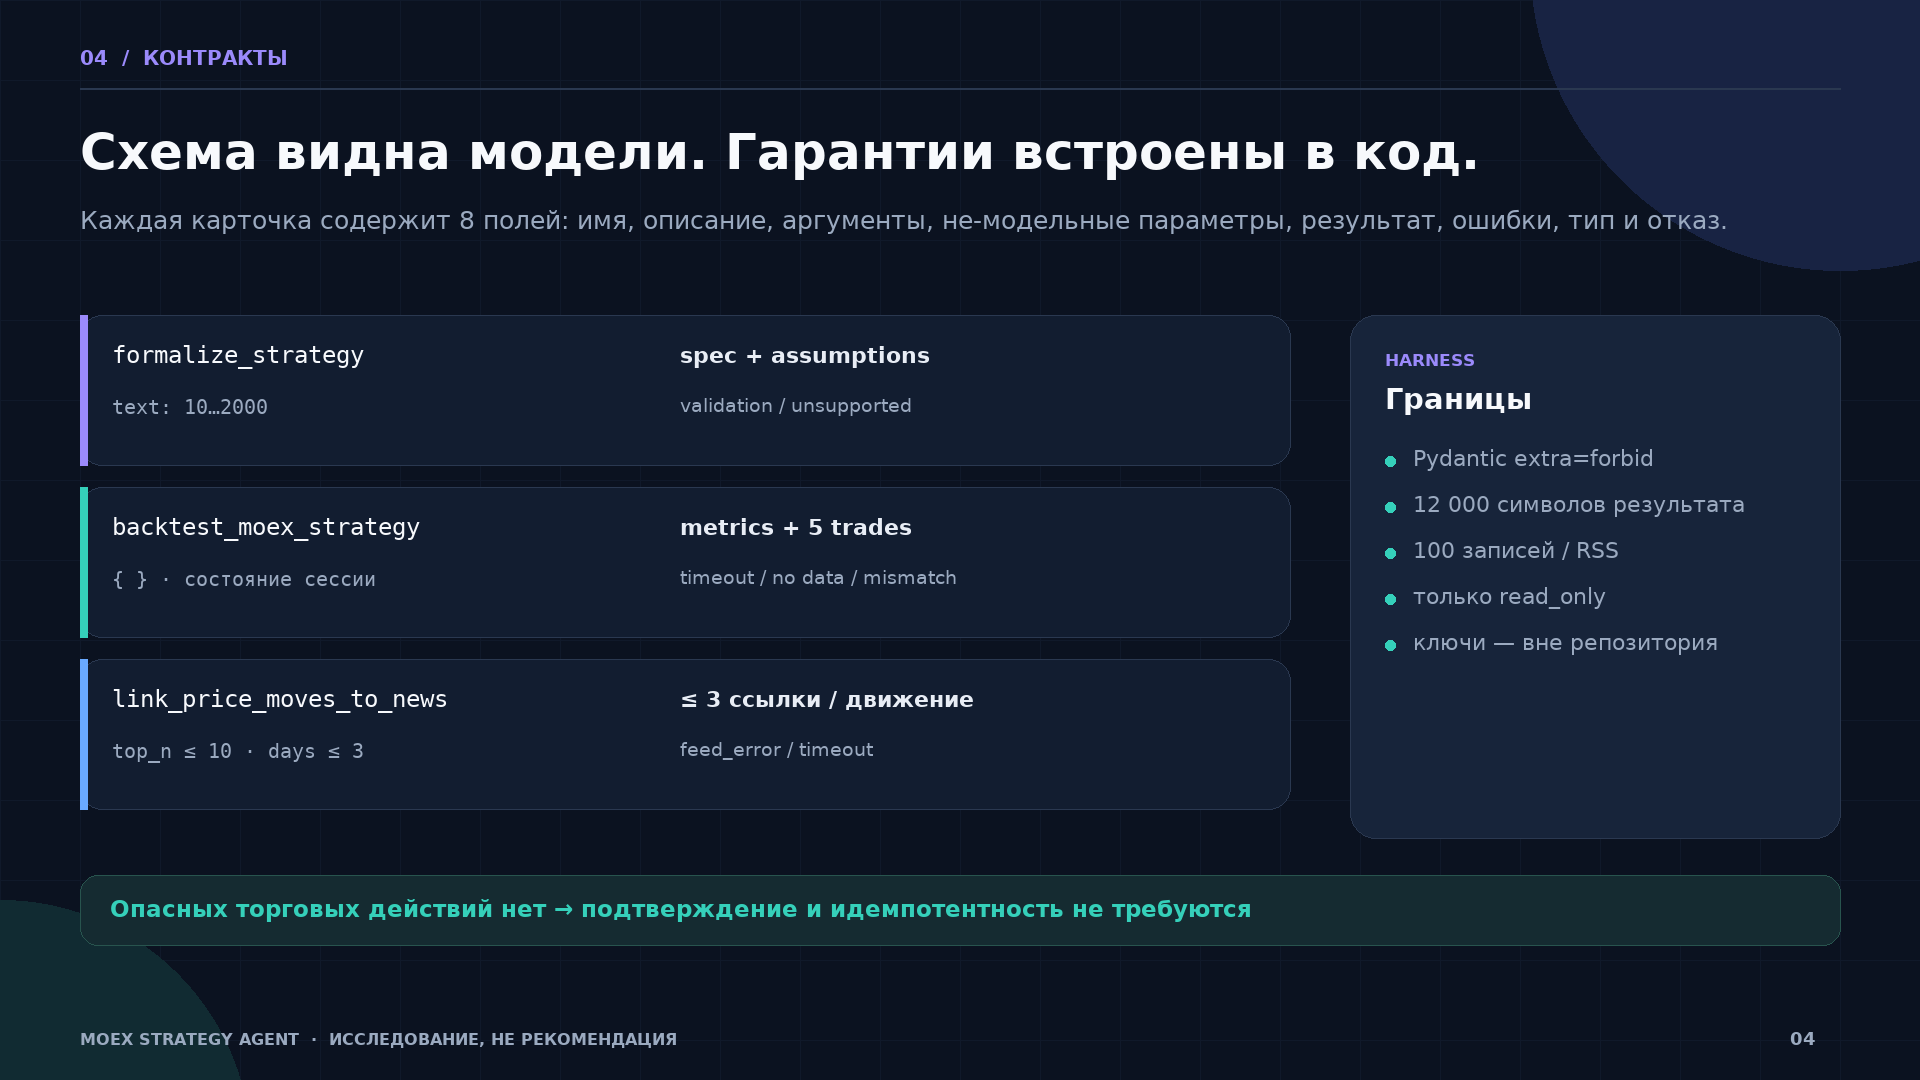 04 / КОНТРАКТЫ
Схема видна модели. Гарантии встроены в код.
Каждая карточка содержит 8 полей: имя, описание, аргументы, не-модельные параметры, результат, ошибки, тип и отказ.
formalize_strategy
text: 10…2000
spec + assumptions
validation / unsupported
backtest_moex_strategy
{ } · состояние сессии
metrics + 5 trades
timeout / no data / mismatch
link_price_moves_to_news
top_n ≤ 10 · days ≤ 3
≤ 3 ссылки / движение
feed_error / timeout
HARNESS
Границы
Pydantic extra=forbid
12 000 символов результата
100 записей / RSS
только read_only
ключи — вне репозитория
Опасных торговых действий нет → подтверждение и идемпотентность не требуются
MOEX STRATEGY AGENT · ИССЛЕДОВАНИЕ, НЕ РЕКОМЕНДАЦИЯ
04